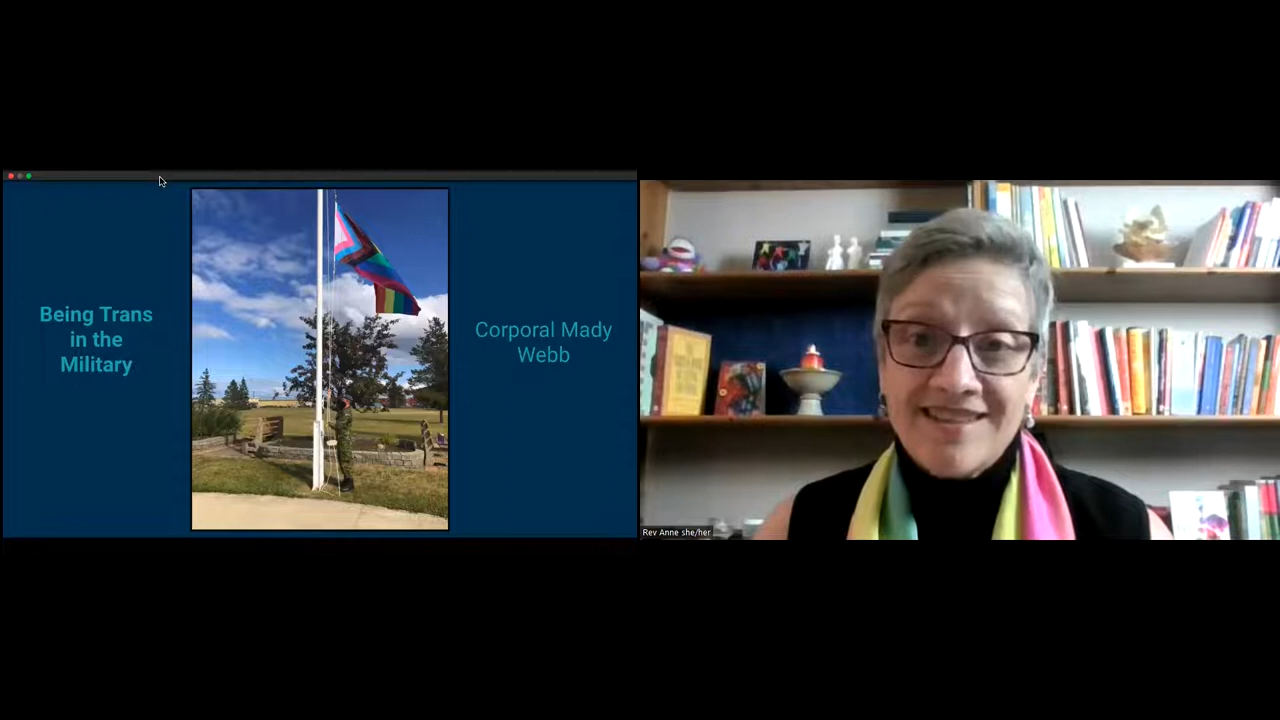 Being Trans
in the
Military
Corporal Mady
Webb
Rev Anne she/her